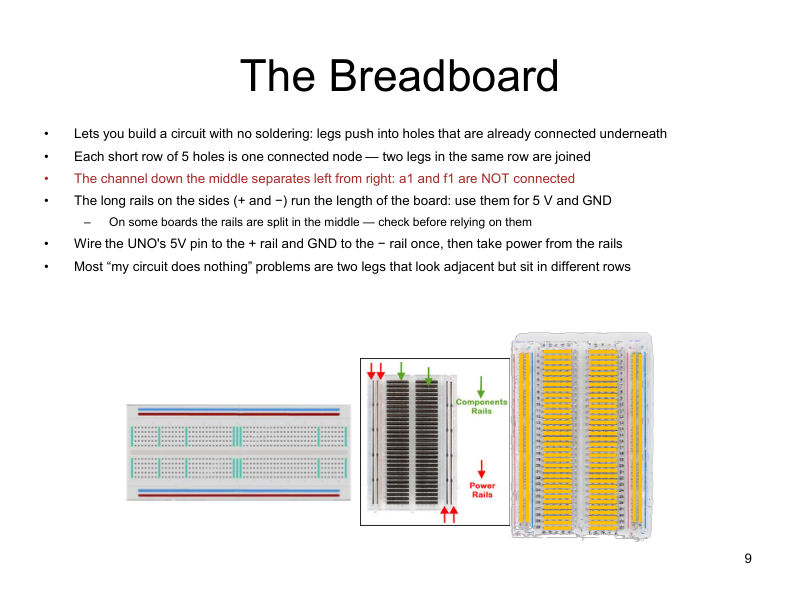 The Breadboard
• Lets you build a circuit with no soldering: legs push into holes that are already connected underneath
• Each short row of 5 holes is one connected node — two legs in the same row are joined
• The channel down the middle separates left from right: a1 and f1 are NOT connected
• The long rails on the sides (+ and −) run the length of the board: use them for 5 V and GND
– On some boards the rails are split in the middle — check before relying on them
• Wire the UNO's 5V pin to the + rail and GND to the − rail once, then take power from the rails
• Most “my circuit does nothing” problems are two legs that look adjacent but sit in different rows
Components
Rails
Power
Rails
9